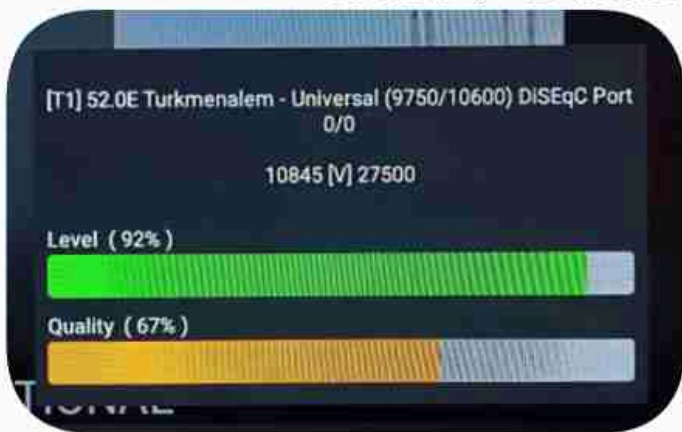 [T1] 52.0E Turkmenalem - Universal (9750/10600) DiSEqC Port
0/0
10845 [V] 27500
Level ( 92% )
Quality ( 67% )